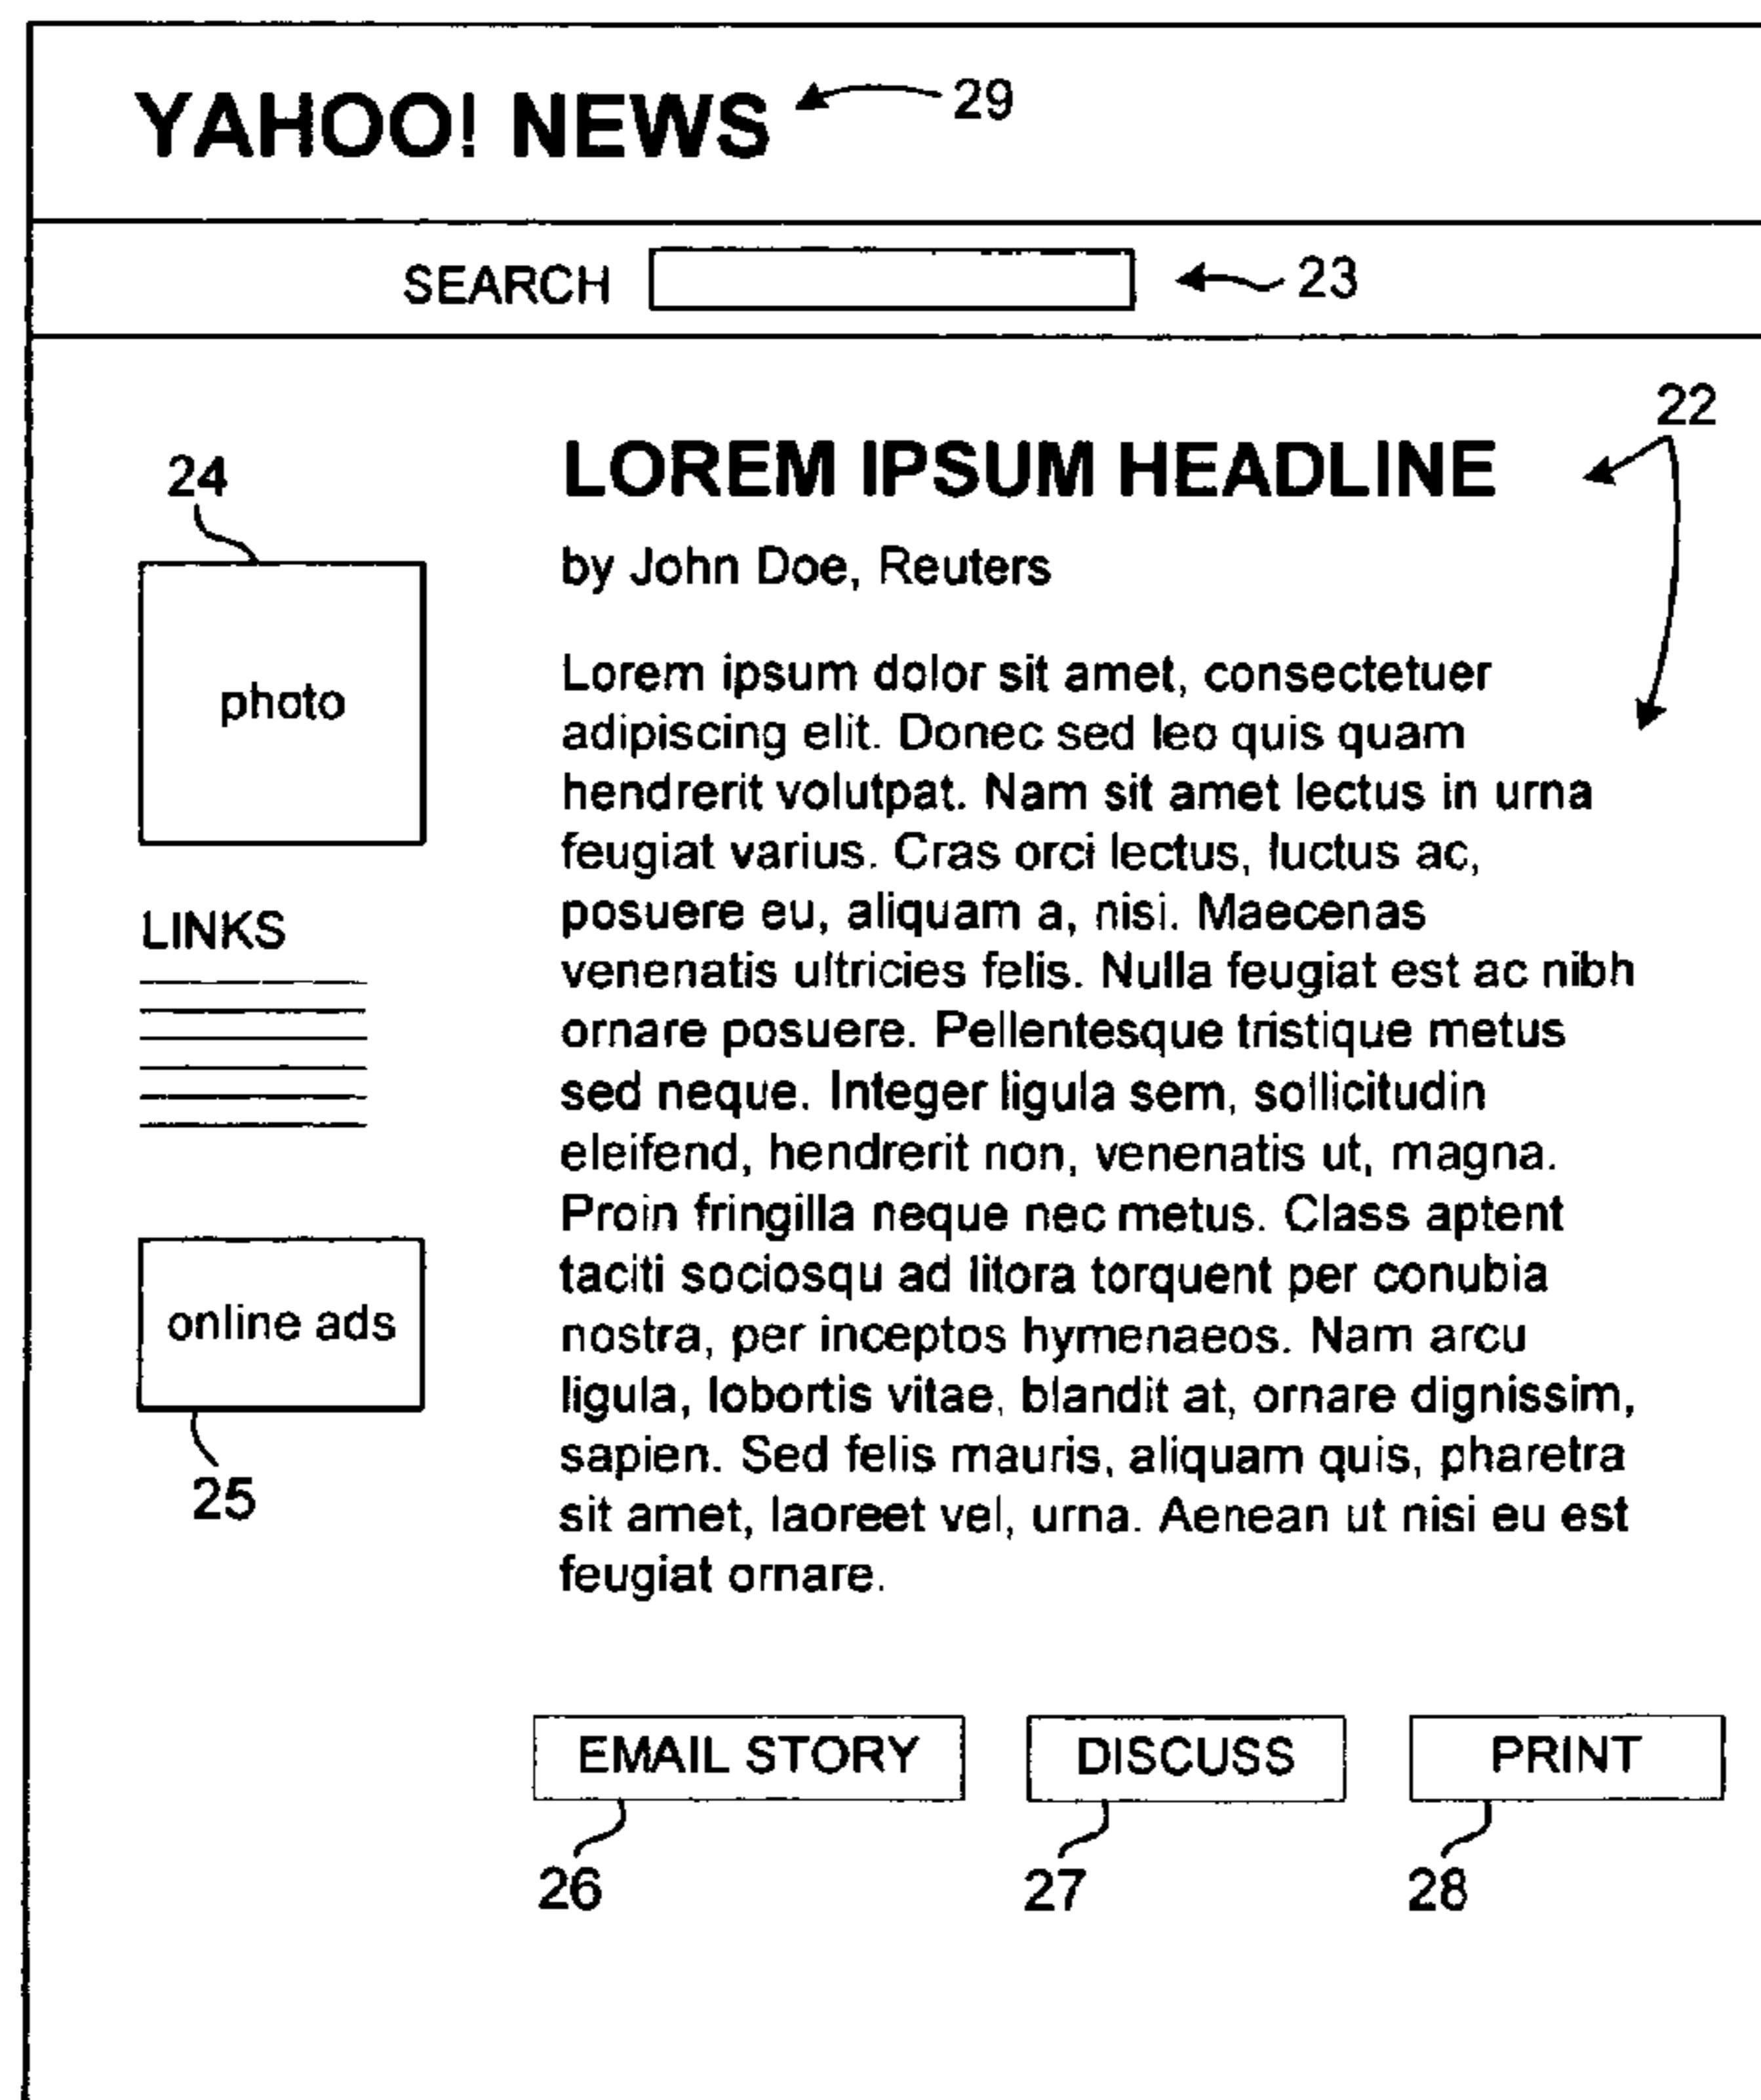 YAHOO! NEWS 29
SEARCH 23
22
24
photo
LINKS
online ads
25
LOREM IPSUM HEADLINE
by John Doe, Reuters
Lorem ipsum dolor sit amet, consectetuer
adipiscing elit. Donec sed leo quis quam
hendrerit volutpat. Nam sit amet lectus in urna
feugiat varius. Cras orci lectus, luctus ac,
posuere eu, aliquam a, nisi. Maecenas
venenatis ultricies felis. Nulla feugiat est ac nibh
ornare posuere. Pellentesque tristique metus
sed neque. Integer ligula sem, sollicitudin
eleifend, hendrerit non, venenatis ut, magna.
Proin fringilla neque nec metus. Class aptent
taciti sociosqu ad litora torquent per conubia
nostra, per inceptos hymenaeos. Nam arcu
ligula, lobortis vitae, blandit at, ornare dignissim,
sapien. Sed felis mauris, aliquam quis, pharetra
sit amet, laoreet vel, urna. Aenean ut nisi eu est
feugiat ornare.
EMAIL STORY DISCUSS PRINT
26 27 28